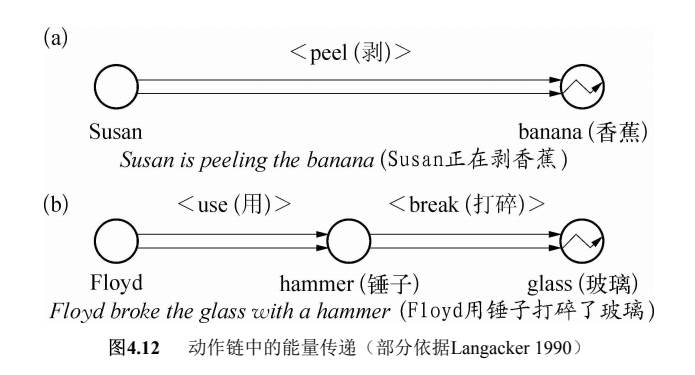 (a)
<peel (剥)>
Susan banana (香蕉)
Susan is peeling the banana (Susan正在剥香蕉)
(b) <use (用)> <break (打碎)>
Floyd hammer (锤子) glass (玻璃)
Floyd broke the glass with a hammer (Floyd用锤子打碎了玻璃)
图4.12 动作链中的能量传递（部分依据Langacker 1990）